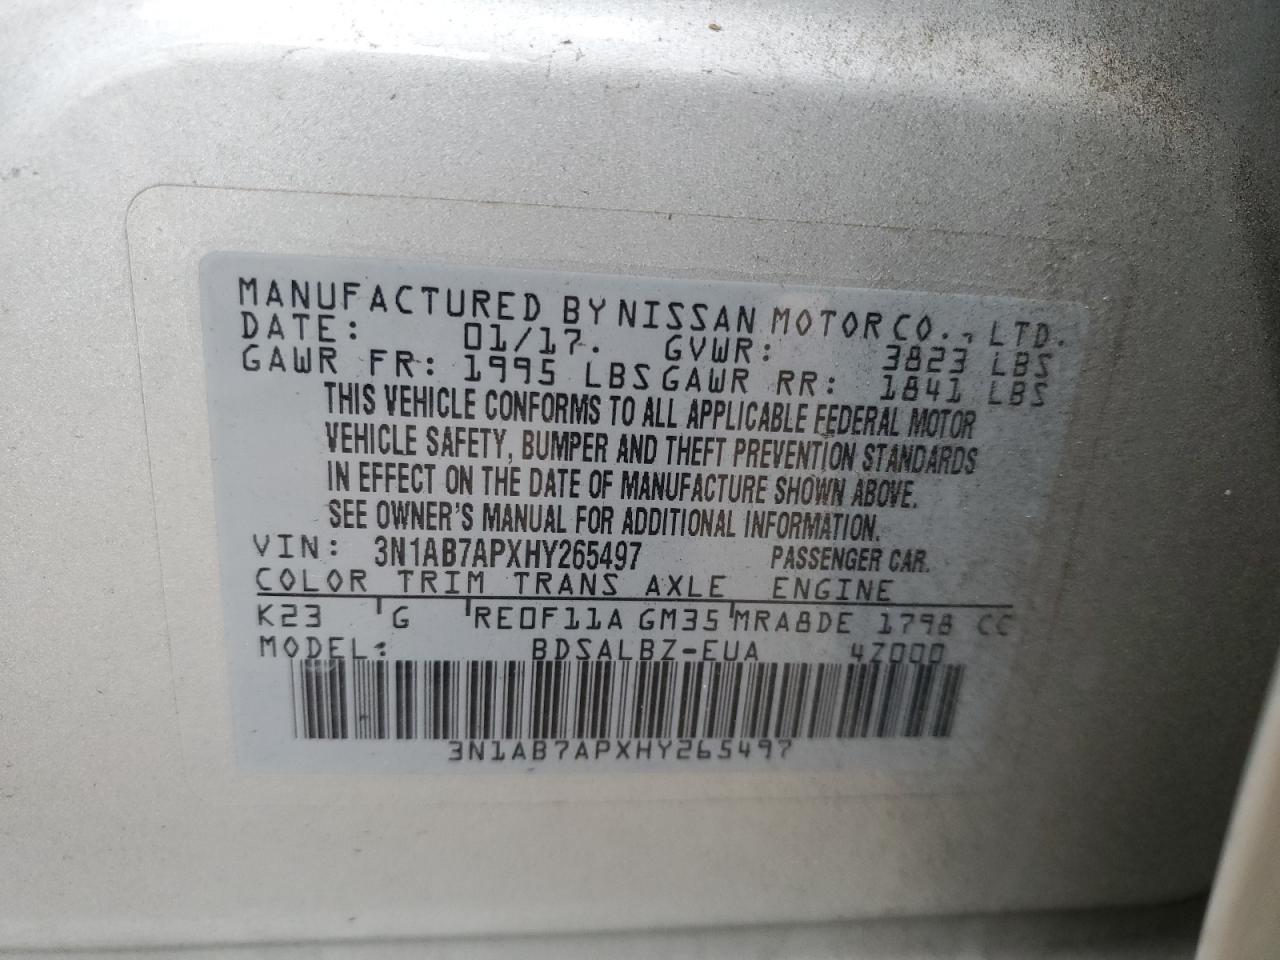 MANUFACTURED BY NISSAN MOTOR CO., LTD.
DATE: 01/17. GVWR: 3823 LBS
GAWR FR: 1995 LBS GAWR RR: 1841 LBS
THIS VEHICLE CONFORMS TO ALL APPLICABLE FEDERAL MOTOR
VEHICLE SAFETY, BUMPER AND THEFT PREVENTION STANDARDS
IN EFFECT ON THE DATE OF MANUFACTURE SHOWN ABOVE.
SEE OWNER'S MANUAL FOR ADDITIONAL INFORMATION.
VIN: 3N1AB7APXHY265497 PASSENGER CAR.
COLOR TRIM TRANS AXLE ENGINE
K23 G RE0F11A GM35 MRA8DE 1798 CC
MODEL: BDSALBZ-EUA 4Z000
3N1AB7APXHY265497